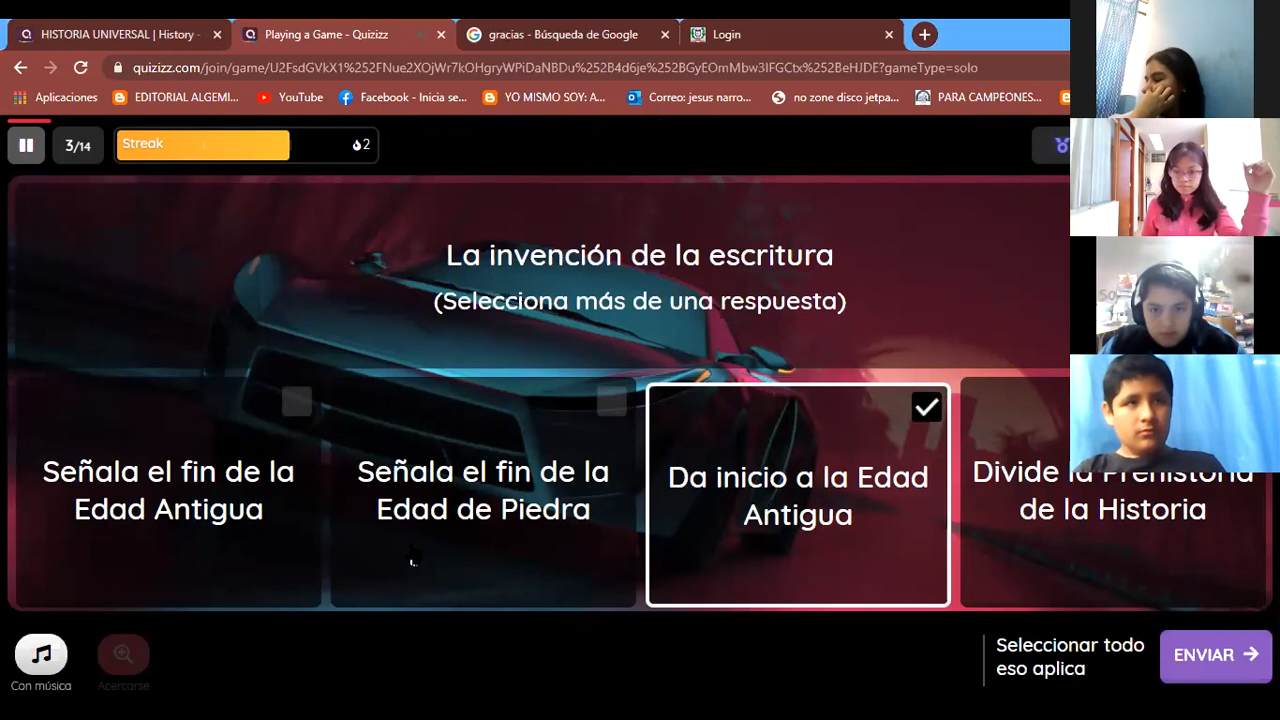 HISTORIA UNIVERSAL | History -
Playing a Game - Quizizz
gracias - Búsqueda de Google
Login
quizizz.com/join/game/U2FsdGVkX1%252FNue2XOjWr7kOHgryWPiDaNBDu%252B4d6je%252BGyEOmMbw3IFGCtx%252BeHJDE?gameType=solo
Aplicaciones
EDITORIAL ALGEMI...
YouTube
Facebook - Inicia se...
YO MISMO SOY: A...
Correo: jesus narro...
no zone disco jetpa...
PARA CAMPEONES...
3/14
Streak
2
La invención de la escritura
(Selecciona más de una respuesta)
Señala el fin de la
Edad Antigua
Señala el fin de la
Edad de Piedra
Da inicio a la Edad
Antigua
Divide la Prehistoria
de la Historia
Con música
Acercarse
Seleccionar todo
eso aplica
ENVIAR